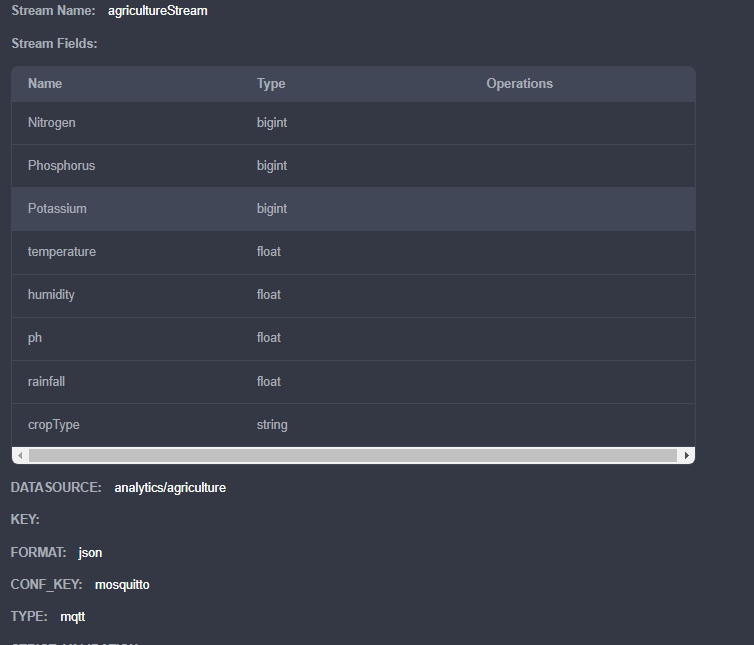 Stream Name: agricultureStream
Stream Fields:
Name Type Operations
Nitrogen bigint
Phosphorus bigint
Potassium bigint
temperature float
humidity float
ph float
rainfall float
cropType string
DATASOURCE: analytics/agriculture
KEY:
FORMAT: json
CONF_KEY: mosquitto
TYPE: mqtt